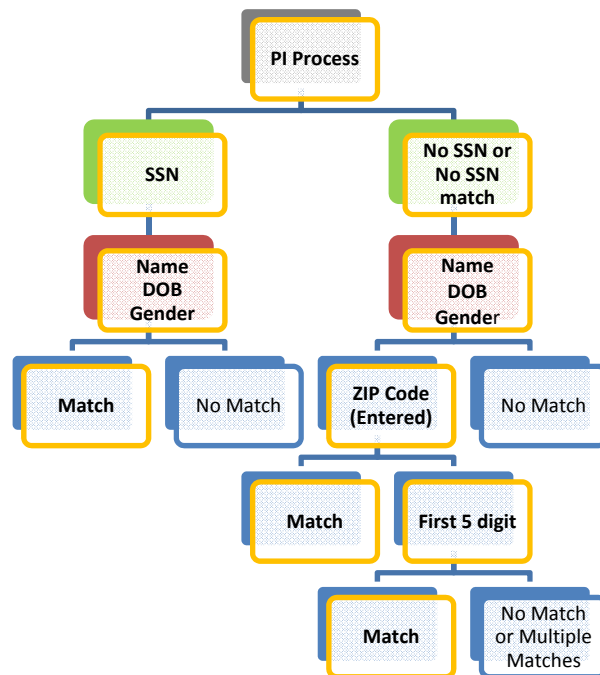 PI Process
SSN
No SSN or
No SSN
match
Name
DOB
Gender
Name
DOB
Gender
Match
No Match
ZIP Code
(Entered)
No Match
Match
First 5 digit
Match
No Match
or Multiple
Matches